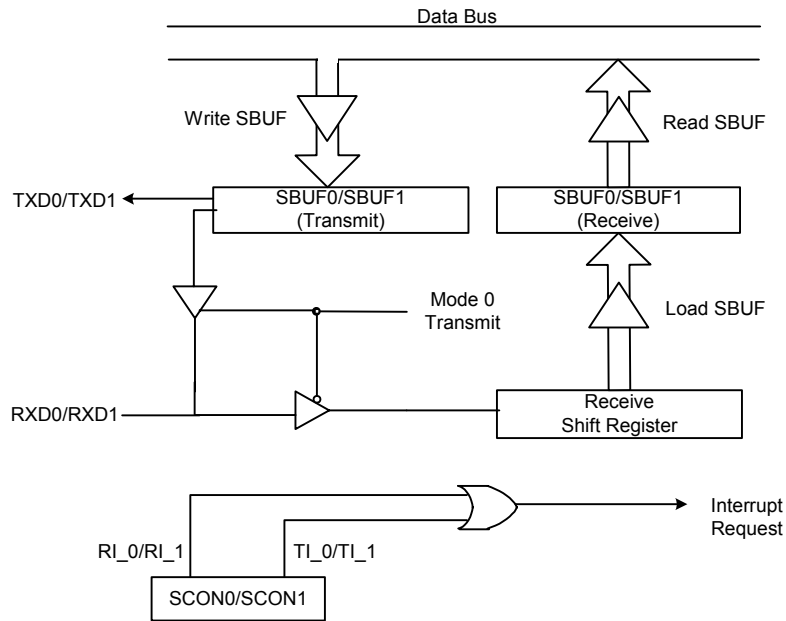 Data Bus
Write SBUF
Read SBUF
TXD0/TXD1
SBUF0/SBUF1
(Transmit)
SBUF0/SBUF1
(Receive)
Mode 0
Transmit
Load SBUF
RXD0/RXD1
Receive
Shift Register
Interrupt
Request
RI_0/RI_1
TI_0/TI_1
SCON0/SCON1